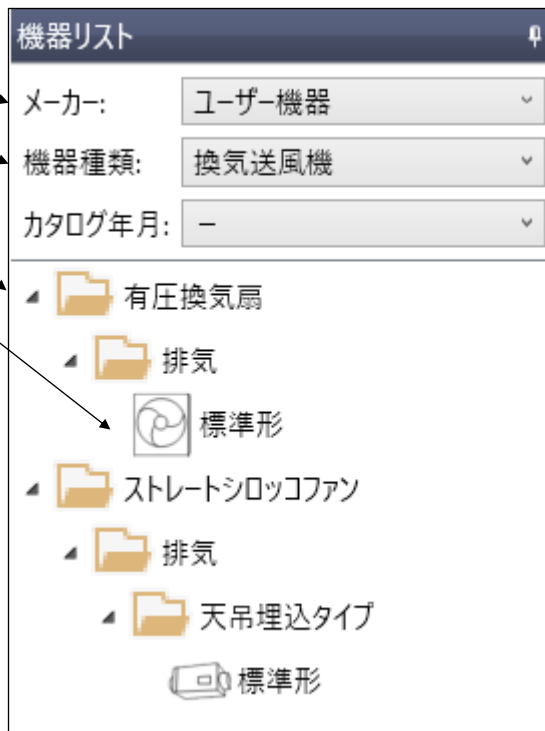 機器リスト
メーカー: ユーザー機器
機器種類: 換気送風機
カタログ年月: －
有圧換気扇
排気
標準形
ストレートシロッコファン
排気
天吊埋込タイプ
標準形